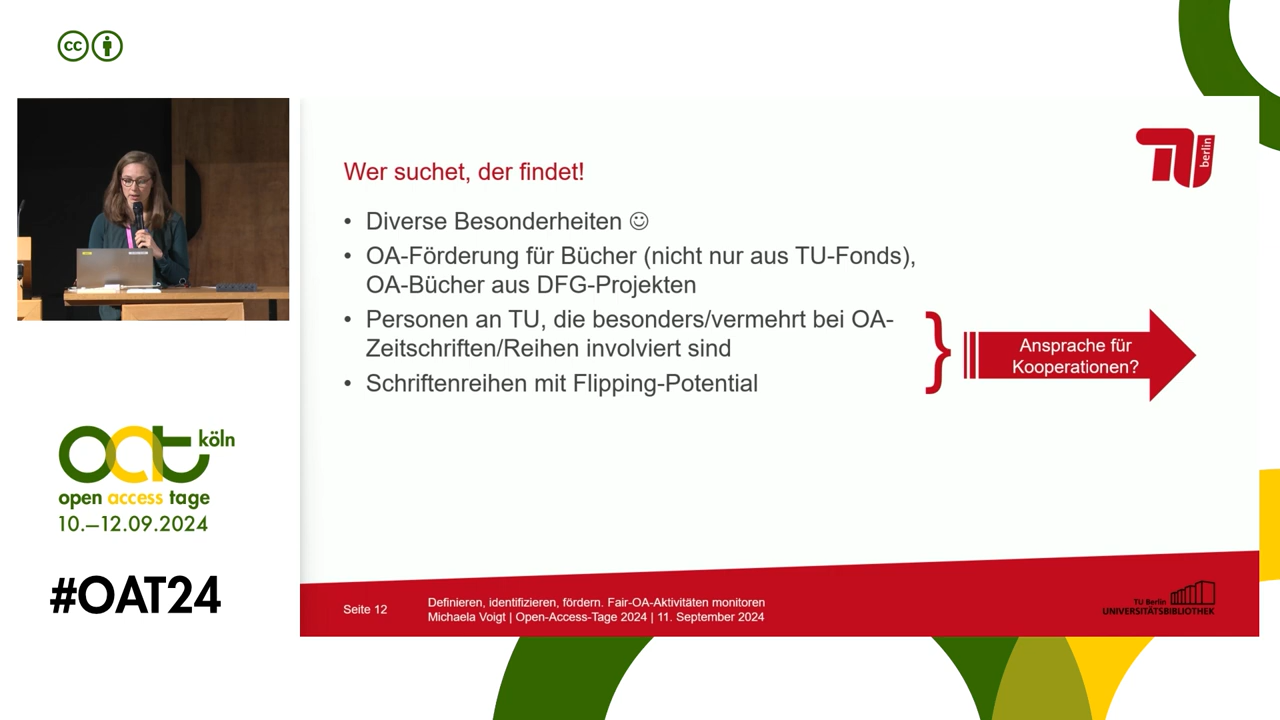 cc
berlin
Wer suchet, der findet!
• Diverse Besonderheiten ☺
• OA-Förderung für Bücher (nicht nur aus TU-Fonds),
OA-Bücher aus DFG-Projekten
• Personen an TU, die besonders/vermehrt bei OA-
Zeitschriften/Reihen involviert sind
• Schriftenreihen mit Flipping-Potential
}
Ansprache für
Kooperationen?
oat köln
open access tage
10.–12.09.2024
#OAT24
Seite 12
Definieren, identifizieren, fördern. Fair-OA-Aktivitäten monitoren
Michaela Voigt | Open-Access-Tage 2024 | 11. September 2024
TU Berlin
UNIVERSITÄTSBIBLIOTHEK